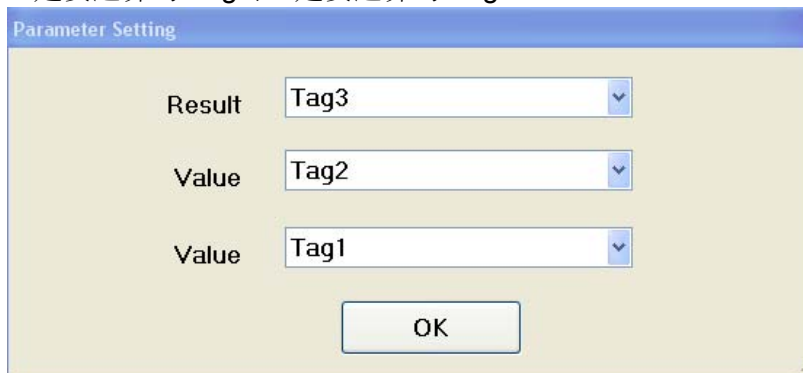 Parameter Setting
Result Tag3
Value Tag2
Value Tag1
OK